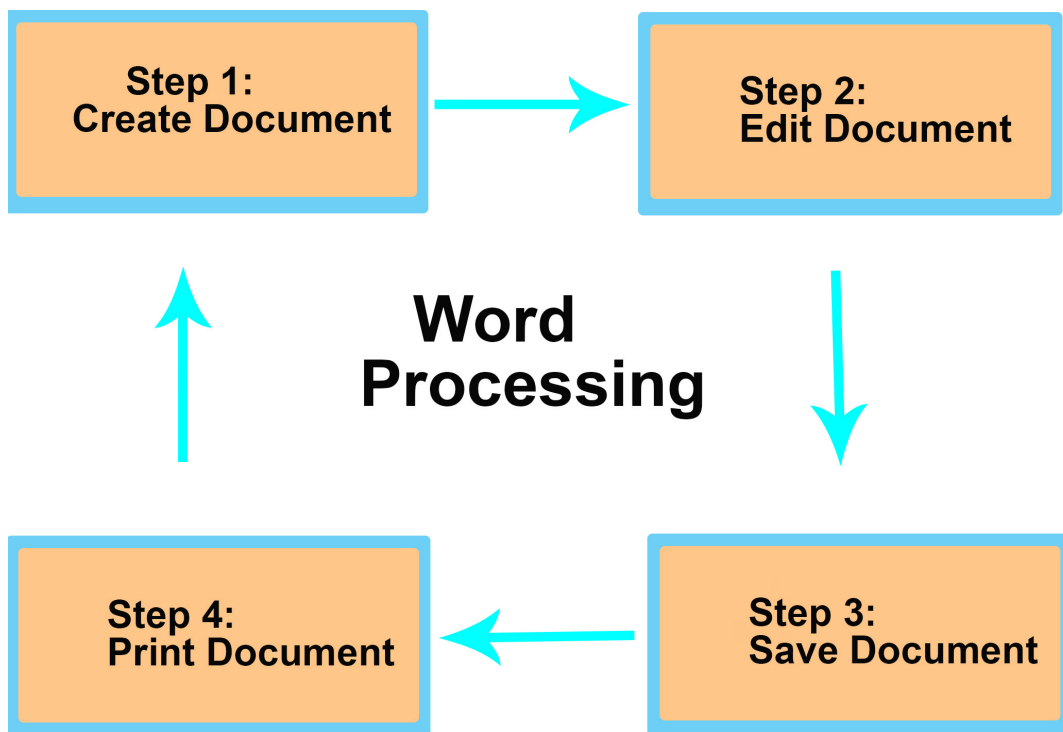 Step 1:
Create Document
Step 2:
Edit Document
Word
Processing
Step 4:
Print Document
Step 3:
Save Document